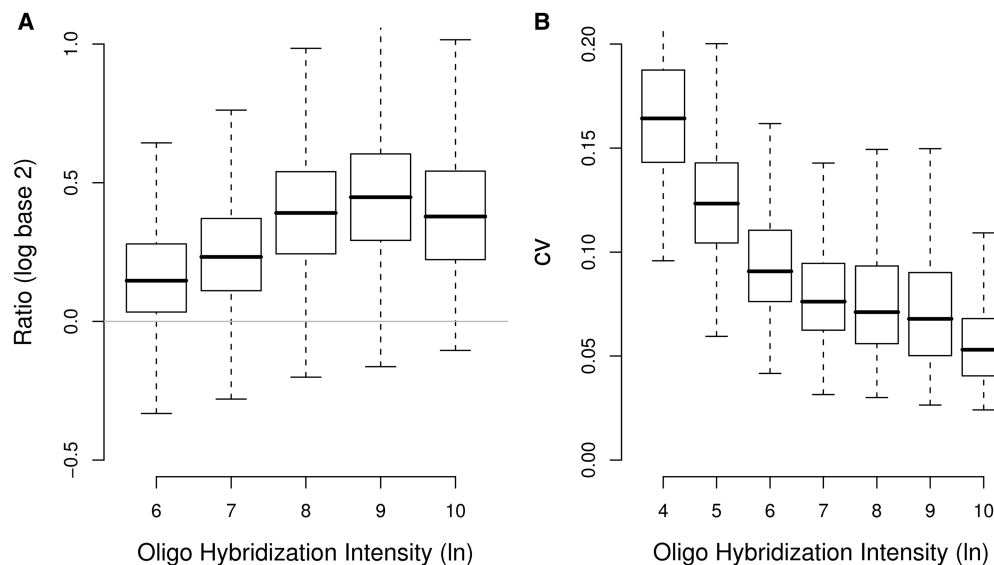 A
Ratio (log base 2)
1.0
0.5
0.0
−0.5
6 7 8 9 10
Oligo Hybridization Intensity (ln)
B
CV
0.20
0.15
0.10
0.05
0.00
4 5 6 7 8 9 10
Oligo Hybridization Intensity (ln)